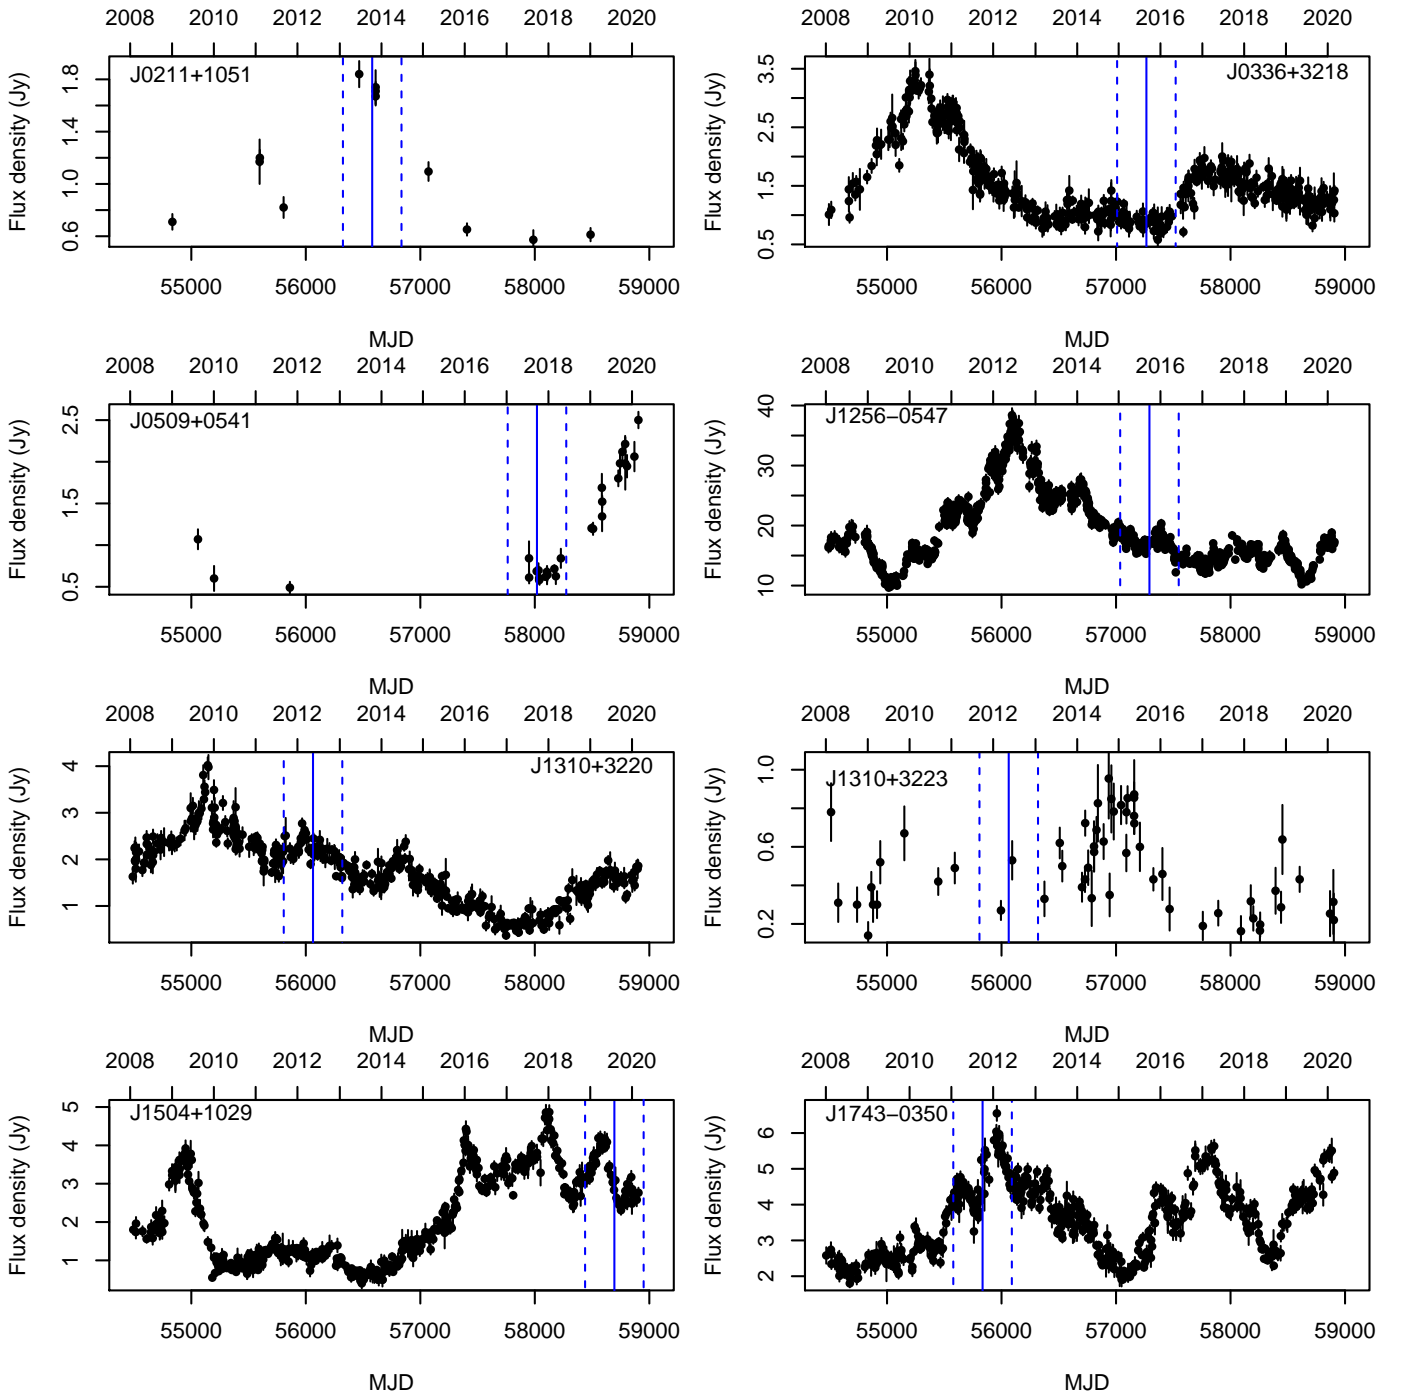 2008 2010 2012 2014 2016 2018 2020
J0211+1051
Flux density (Jy)
0.6 1.0 1.4 1.8
55000 56000 57000 58000 59000
MJD
2008 2010 2012 2014 2016 2018 2020
J0336+3218
Flux density (Jy)
0.5 1.5 2.5 3.5
55000 56000 57000 58000 59000
MJD
2008 2010 2012 2014 2016 2018 2020
J0509+0541
Flux density (Jy)
0.5 1.5 2.5
55000 56000 57000 58000 59000
MJD
2008 2010 2012 2014 2016 2018 2020
J1256−0547
Flux density (Jy)
10 20 30 40
55000 56000 57000 58000 59000
MJD
2008 2010 2012 2014 2016 2018 2020
J1310+3220
Flux density (Jy)
1 2 3 4
55000 56000 57000 58000 59000
MJD
2008 2010 2012 2014 2016 2018 2020
J1310+3223
Flux density (Jy)
0.2 0.6 1.0
55000 56000 57000 58000 59000
MJD
2008 2010 2012 2014 2016 2018 2020
J1504+1029
Flux density (Jy)
1 2 3 4 5
55000 56000 57000 58000 59000
MJD
2008 2010 2012 2014 2016 2018 2020
J1743−0350
Flux density (Jy)
2 3 4 5 6
55000 56000 57000 58000 59000
MJD